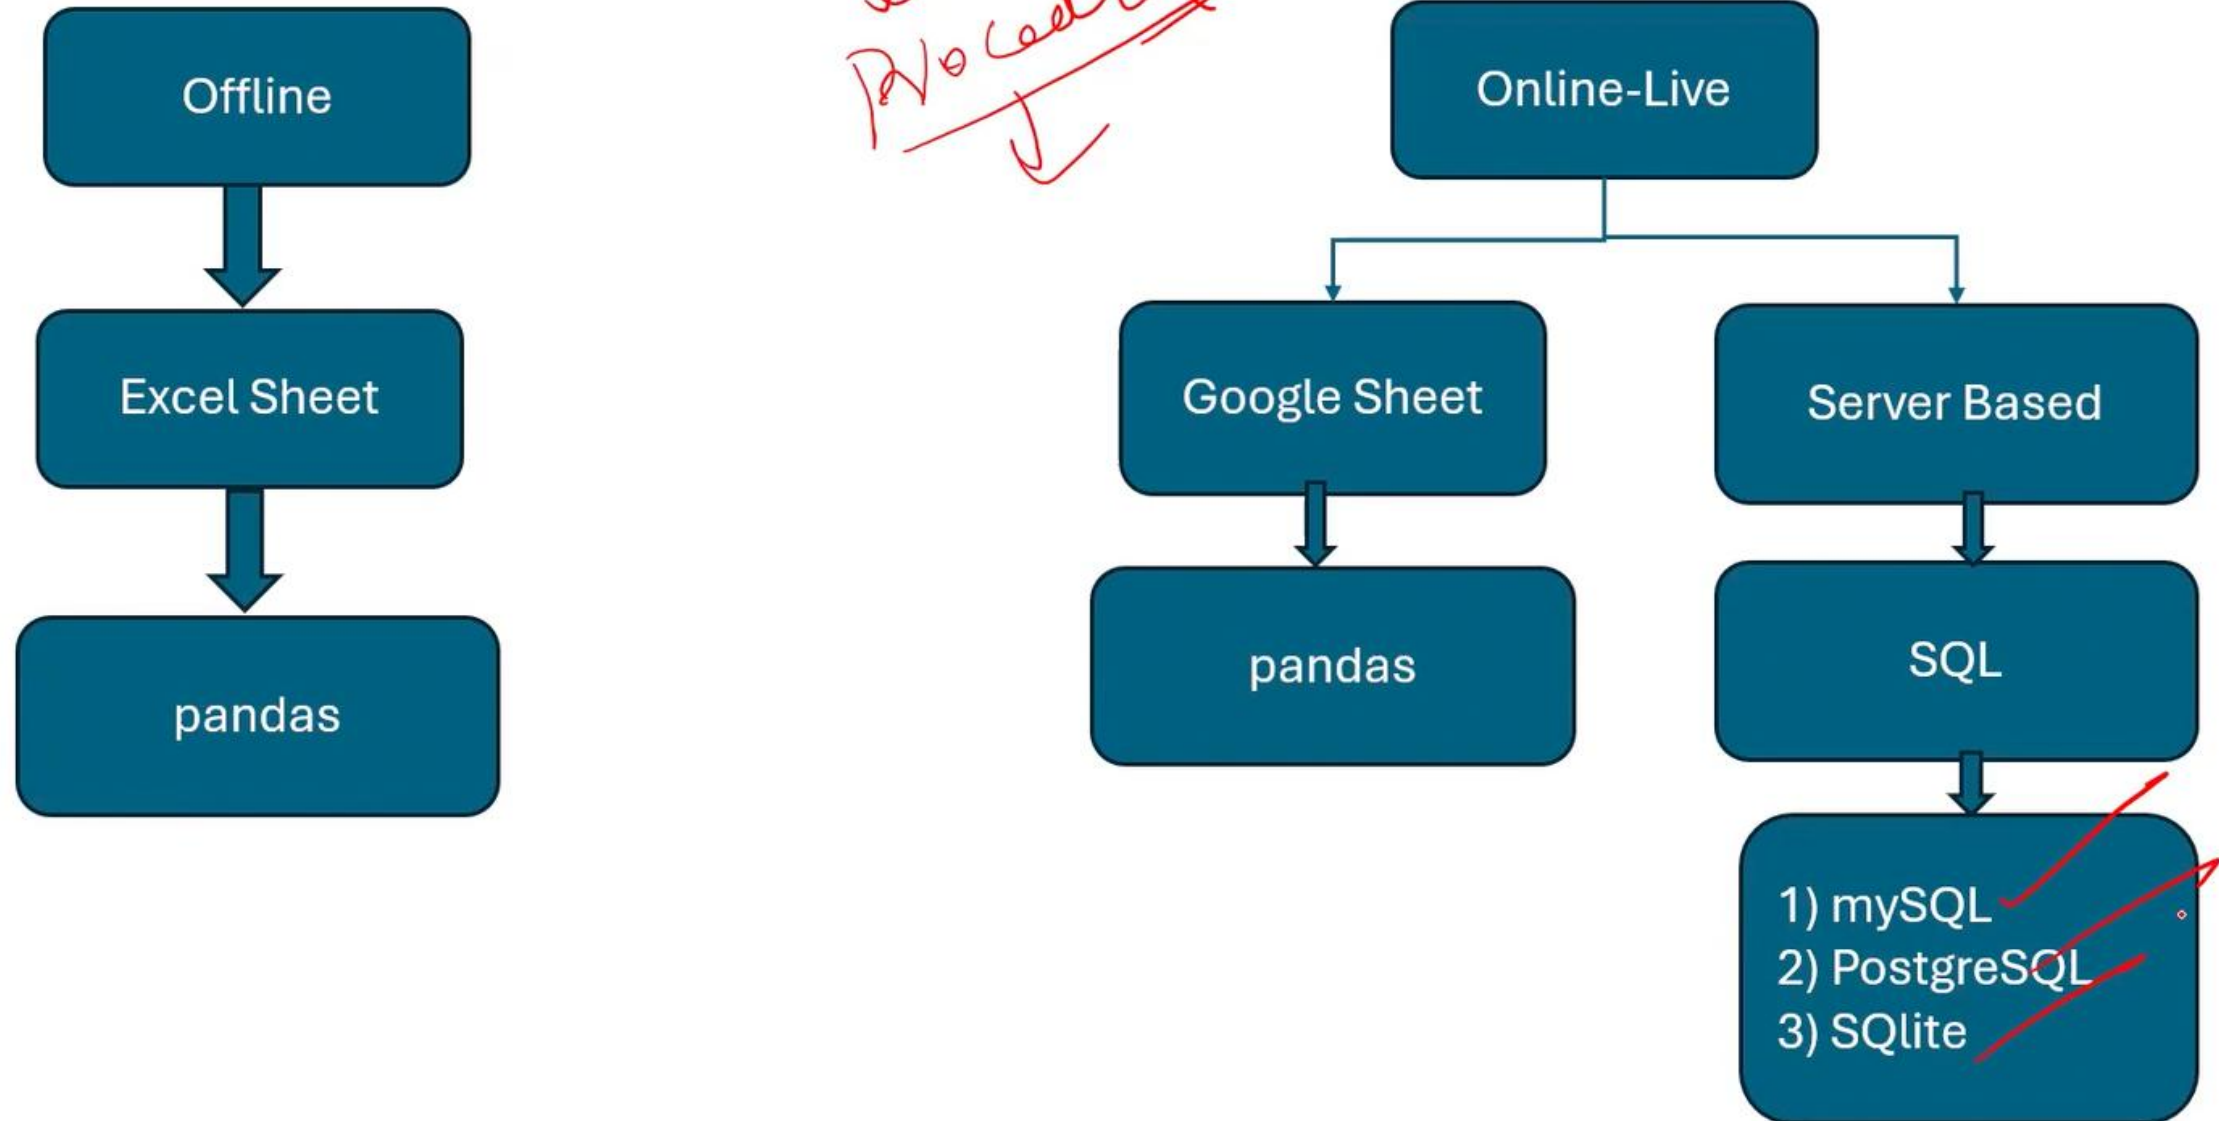 Offline
Excel Sheet
pandas
Online-Live
Google Sheet
Server Based
pandas
SQL
1) mySQL
2) PostgreSQL
3) SQlite